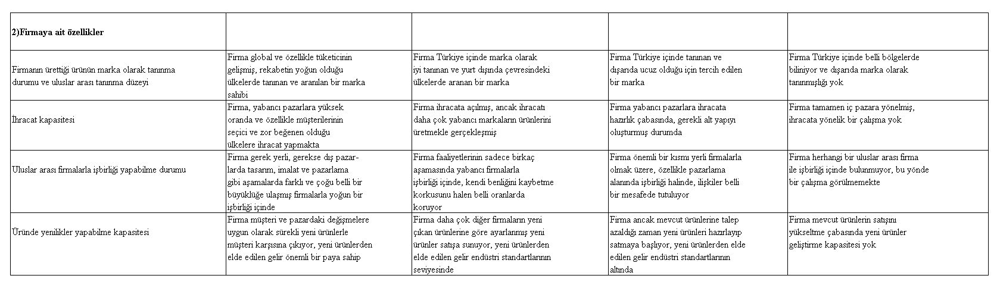 2)Firmaya ait özellikler
Firmanın ürettiği ürünün marka olarak tanınma
durumu ve uluslar arası tanınma düzeyi
Firma global ve özellikle tüketicinin
gelişmiş, rekabetin yoğun olduğu
ülkelerde tanınan ve aranılan bir marka
sahibi
Firma Türkiye içinde marka olarak
iyi tanınan ve yurt dışında çevresindeki
ülkelerde aranan bir marka
Firma Türkiye içinde tanınan ve
dışarıda ucuz olduğu için tercih edilen
bir marka
Firma Türkiye içinde belli bölgelerde
biliniyor ve dışarıda marka olarak
tanınmışlığı yok
İhracat kapasitesi
Firma, yabancı pazarlara yüksek
oranda ve özellikle müşterilerinin
seçici ve zor beğenen olduğu
ülkelere ihracat yapmakta
Firma ihracata açılmış, ancak ihracatı
daha çok yabancı markaların ürünlerini
üretmekle gerçekleşmiş
Firma yabancı pazarlara ihracata
hazırlık çabasında, gerekli alt yapıyı
oluşturmuş durumda
Firma tamamen iç pazara yönelmiş,
ihracata yönelik bir çalışma yok
Uluslar arası firmalarla işbirliği yapabilme durumu
Firma gerek yerli, gerekse dış pazar-
larda tasarım, imalat ve pazarlama
gibi aşamalarda farklı ve çoğu belli bir
büyüklüğe ulaşmış firmalarla yoğun bir
işbirliği içinde
Firma faaliyetlerinin sadece birkaç
aşamasında yabancı firmalarla
işbirliği içinde, kendi benliğini kaybetme
korkusunu halen belli oranlarda
koruyor
Firma önemli bir kısmı yerli firmalarla
olmak üzere, özellikle pazarlama
alanında işbirliği halinde, ilişkiler belli
bir mesafede tutuluyor
Firma herhangi bir uluslar arası firma
ile işbirliği içinde bulunmuyor, bu yönde
bir çalışma görülmemekte
Üründe yenilikler yapabilme kapasitesi
Firma müşteri ve pazardaki değişmelere
uygun olarak sürekli yeni ürünlerle
müşteri karşısına çıkıyor, yeni ürünlerden
elde edilen gelir önemli bir paya sahip
Firma daha çok diğer firmaların yeni
çıkan ürünlerine göre ayarlanmış yeni
ürünler satışa sunuyor, yeni ürünlerden
elde edilen gelir endüstri standartlarının
seviyesinde
Firma ancak mevcut ürünlerine talep
azaldığı zaman yeni ürünleri hazırlayıp
satmaya başlıyor, yeni ürünlerden elde
edilen gelir endüstri standartlarının
altında
Firma mevcut ürünlerin satışını
yükseltme çabasında yeni ürünler
geliştirme kapasitesi yok